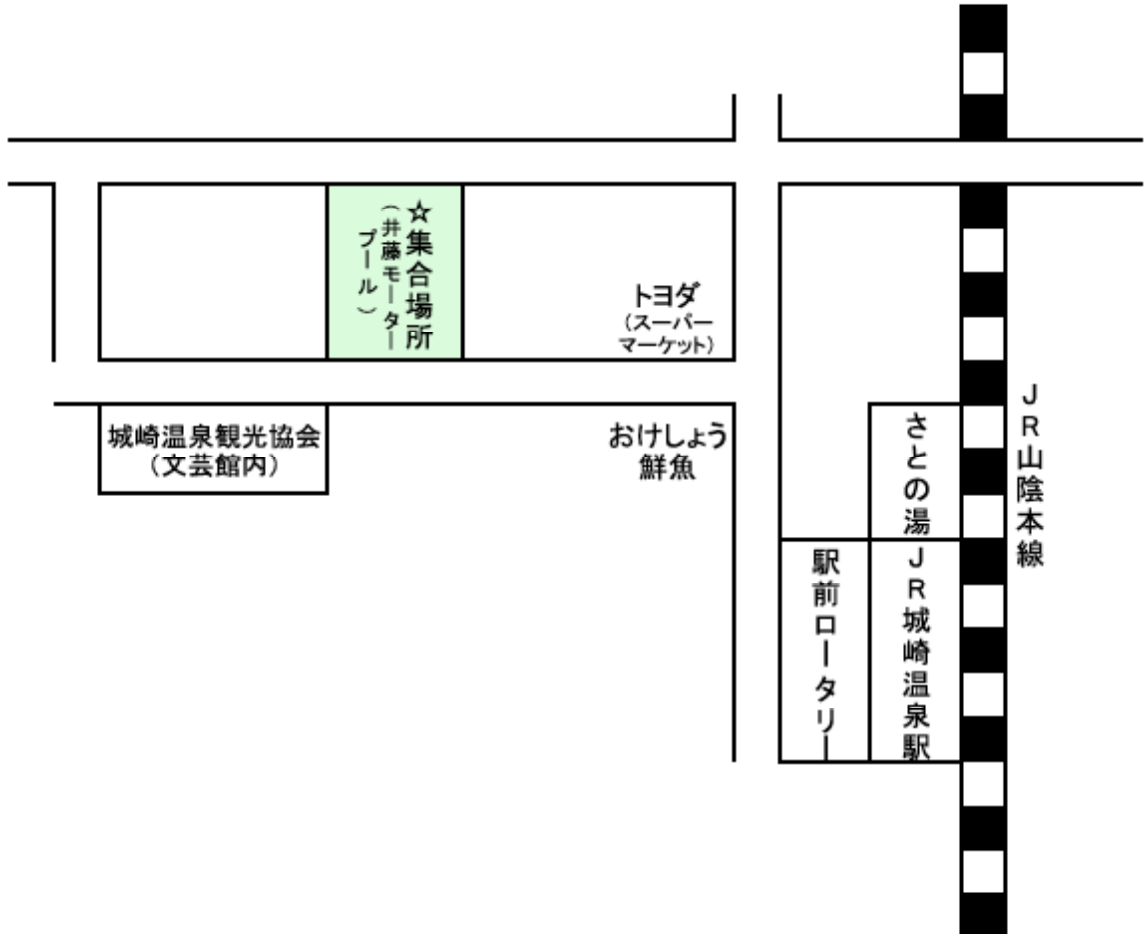 ☆集合場所
(井藤モーター
プール)
トヨダ
(スーパー
マーケット)
城崎温泉観光協会
(文芸館内)
おけしょう
鮮魚
さとの湯
JR山陰本線
駅前ロータリー
JR城崎温泉駅